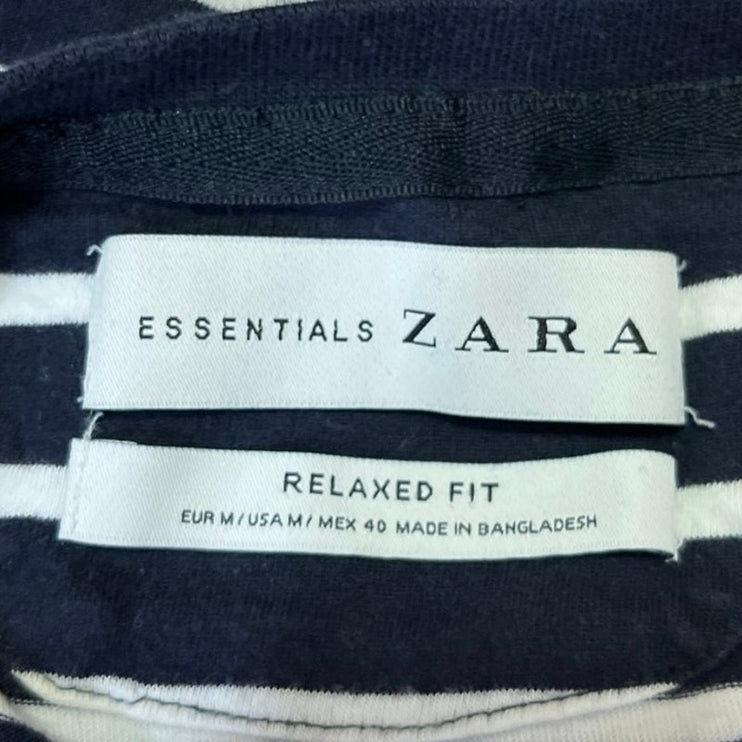 ESSENTIALS ZARA
RELAXED FIT
EUR M/USA M/ MEX 40 MADE IN BANGLADESH